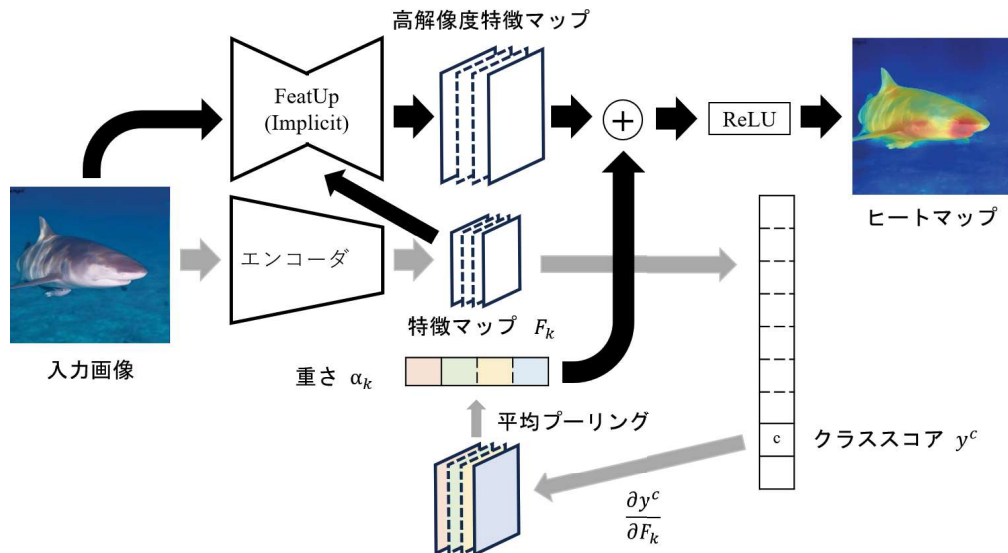 高解像度特徴マップ
FeatUp
(Implicit)
ReLU
ヒートマップ
エンコーダ
入力画像
特徴マップ F_k
重さ α_k
平均プーリング
c
クラススコア y^c
∂y^c
∂F_k